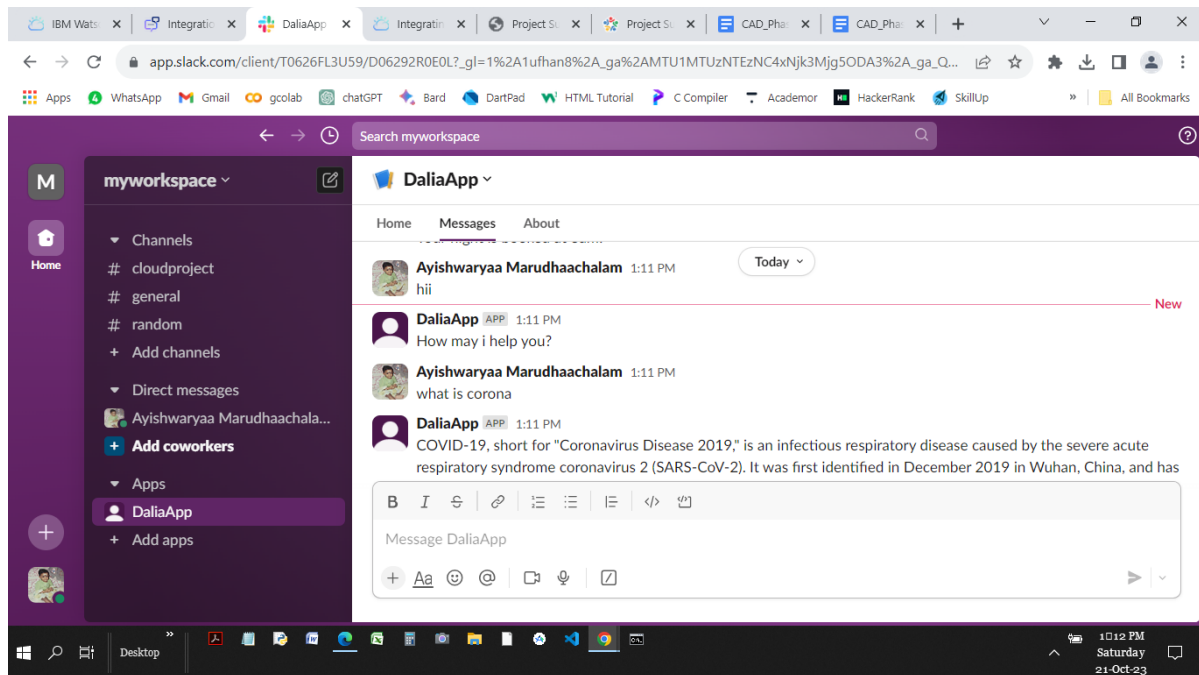 IBM Wats
Integratio
DaliaApp
Integratin
Project Su
Project Su
CAD_Phas
CAD_Phas
app.slack.com/client/T0626FL3U59/D06292R0E0L?_gl=1%2A1ufhan8%2A_ga%2AMTU1MTUzNTEzNC4xNjk3Mjg5ODA3%2A_ga_Q...
Apps
WhatsApp
Gmail
gcolab
chatGPT
Bard
DartPad
HTML Tutorial
C Compiler
Academor
HackerRank
SkillUp
»
All Bookmarks
Search myworkspace
M
myworkspace
DaliaApp
Home
Messages
About
Home
Channels
# cloudproject
# general
# random
+ Add channels
Direct messages
Ayishwaryaa Marudhaachala...
+ Add coworkers
Apps
DaliaApp
+ Add apps
Today
Ayishwaryaa Marudhaachalam 1:11 PM
hii
New
DaliaApp APP 1:11 PM
How may i help you?
Ayishwaryaa Marudhaachalam 1:11 PM
what is corona
DaliaApp APP 1:11 PM
COVID-19, short for "Coronavirus Disease 2019," is an infectious respiratory disease caused by the severe acute
respiratory syndrome coronavirus 2 (SARS-CoV-2). It was first identified in December 2019 in Wuhan, China, and has
B I S
Message DaliaApp
+ Aa @
Desktop
»
1▯12 PM
Saturday
21-Oct-23